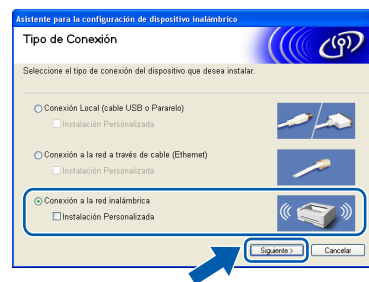 Asistente para la configuración de dispositivo inalámbrico
Tipo de Conexión
Seleccione el tipo de conexión del dispositivo que desea instalar.
Conexión Local (cable USB o Pararelo)
Instalación Personalizada
Conexión a la red a través de cable (Ethernet)
Instalación Personalizada
Conexión a la red inalámbrica
Instalación Personalizada
Siguiente > Cancelar